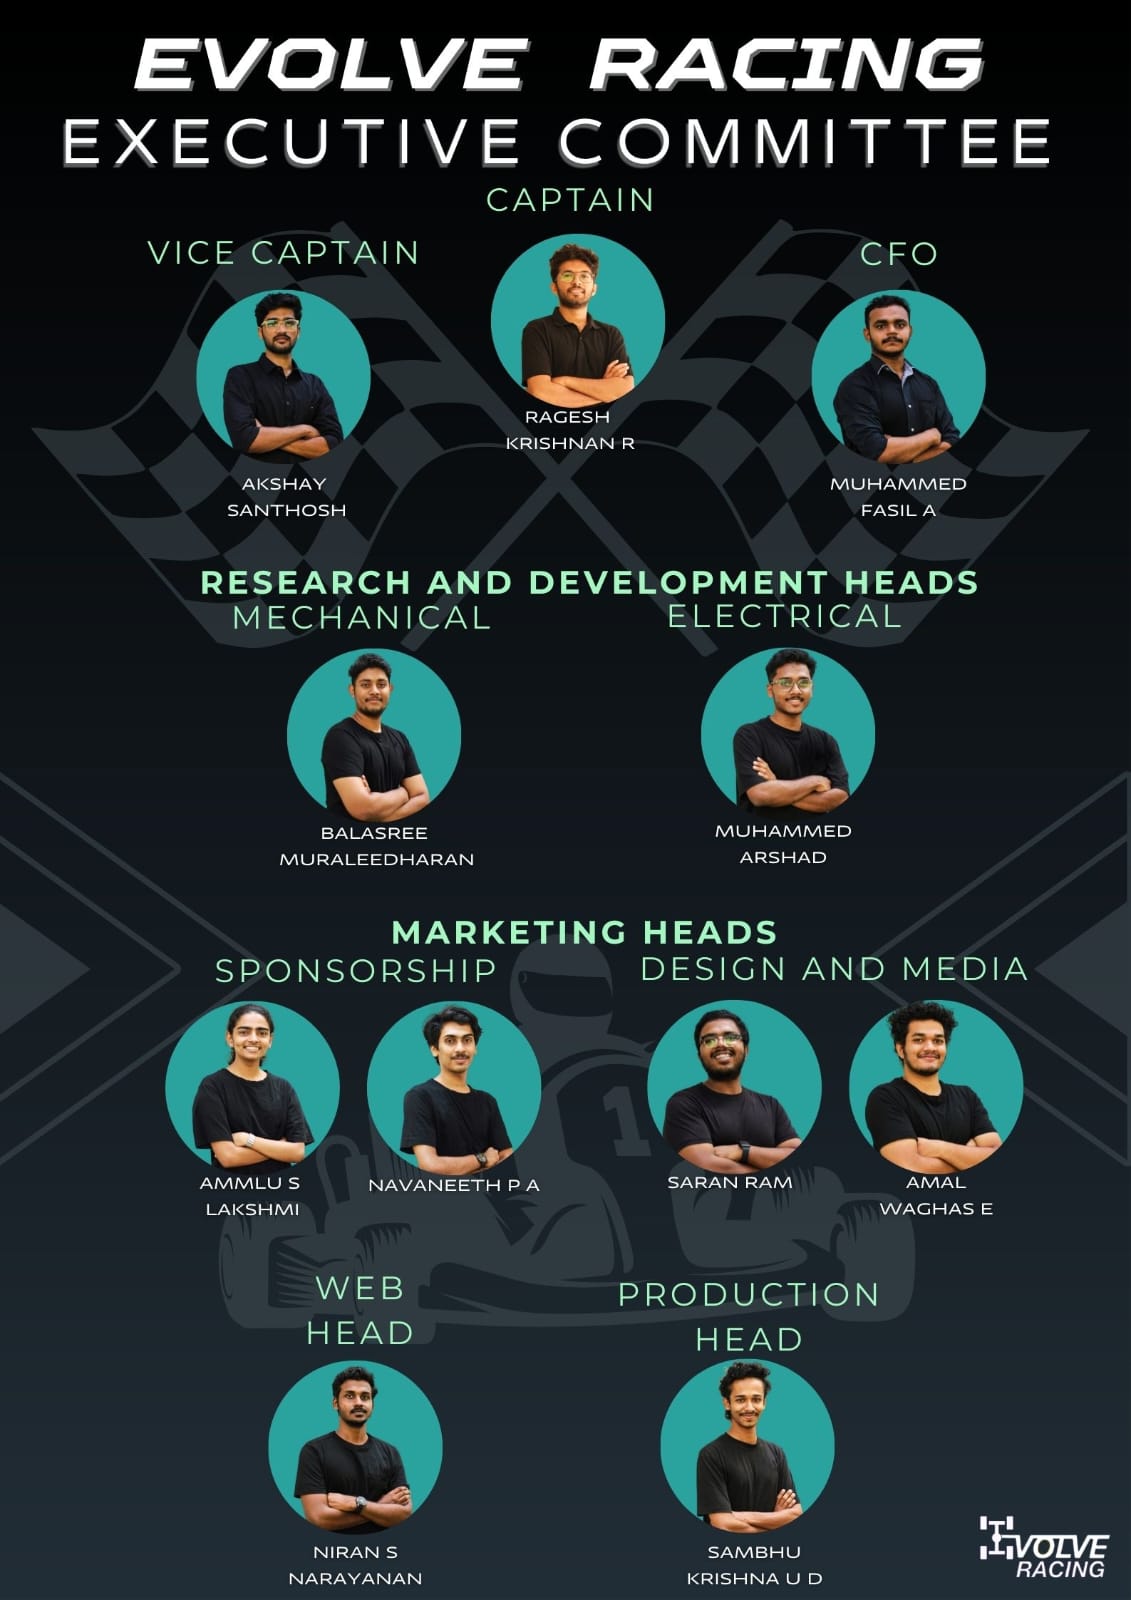 EVOLVE RACING
EXECUTIVE COMMITTEE
CAPTAIN
VICE CAPTAIN
CFO
RAGESH
KRISHNAN R
AKSHAY
SANTHOSH
MUHAMMED
FASIL A
RESEARCH AND DEVELOPMENT HEADS
MECHANICAL
ELECTRICAL
BALASREE
MURALEEDHARAN
MUHAMMED
ARSHAD
MARKETING HEADS
SPONSORSHIP
DESIGN AND MEDIA
1
AMMLU S
LAKSHMI
NAVANEETH P A
SARAN RAM
AMAL
WAGHAS E
WEB
HEAD
PRODUCTION
HEAD
NIRAN S
NARAYANAN
SAMBHU
KRISHNA U D
EVOLVE
RACING